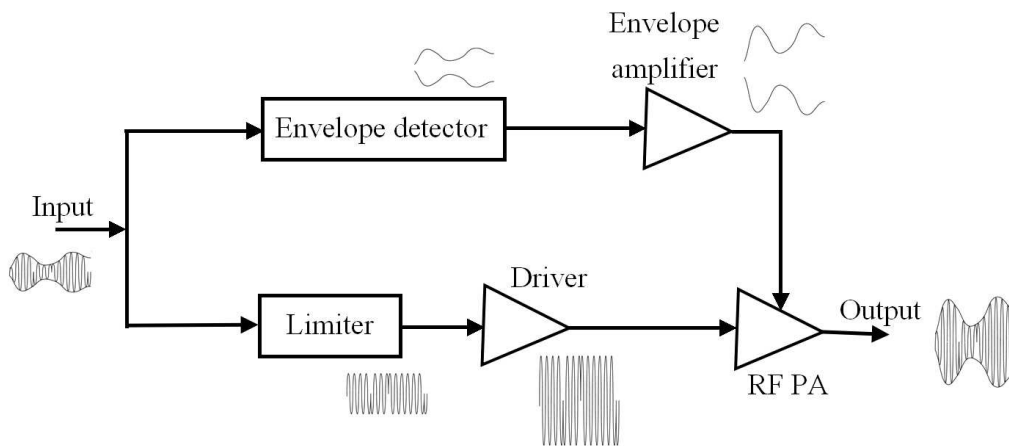 Envelope
amplifier
Envelope detector
Input
Driver
Limiter
Output
RF PA